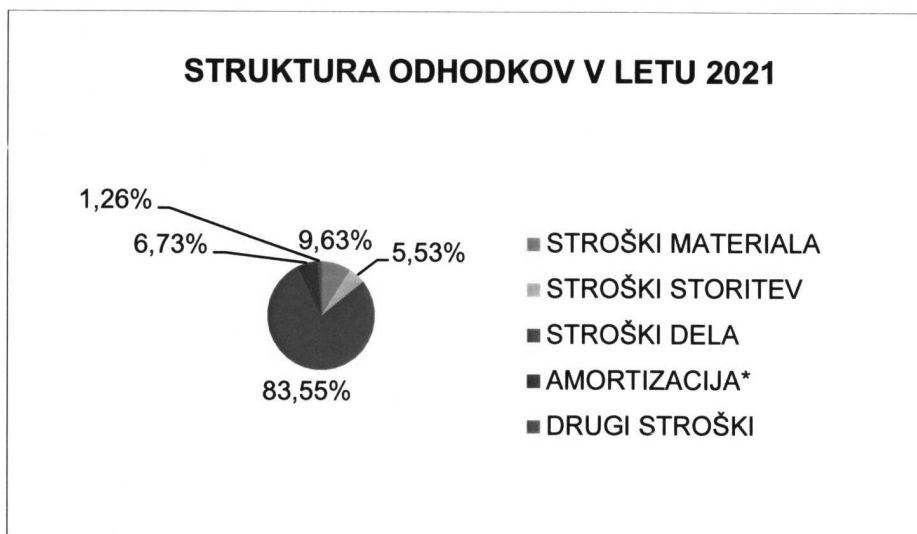 STRUKTURA ODHODKOV V LETU 2021
1,26%
6,73%
9,63%
5,53%
83,55%
STROŠKI MATERIALA
STROŠKI STORITEV
STROŠKI DELA
AMORTIZACIJA*
DRUGI STROŠKI